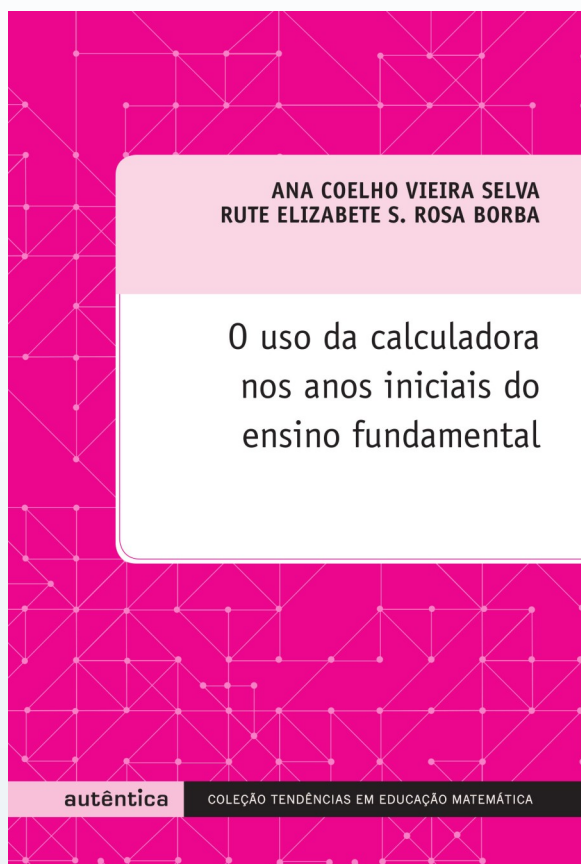 ANA COELHO VIEIRA SELVA
RUTE ELIZABETE S. ROSA BORBA
O uso da calculadora
nos anos iniciais do
ensino fundamental
autêntica
COLEÇÃO TENDÊNCIAS EM EDUCAÇÃO MATEMÁTICA